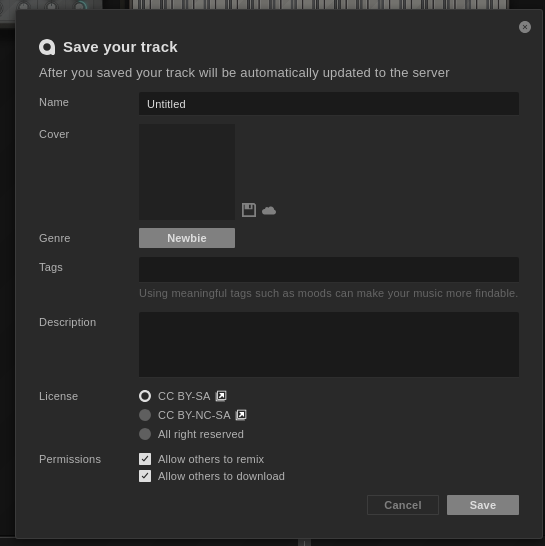 Save your track
After you saved your track will be automatically updated to the server
Name
Untitled
Cover
Genre
Newbie
Tags
Using meaningful tags such as moods can make your music more findable.
Description
License
CC BY-SA
CC BY-NC-SA
All right reserved
Permissions
Allow others to remix
Allow others to download
Cancel
Save